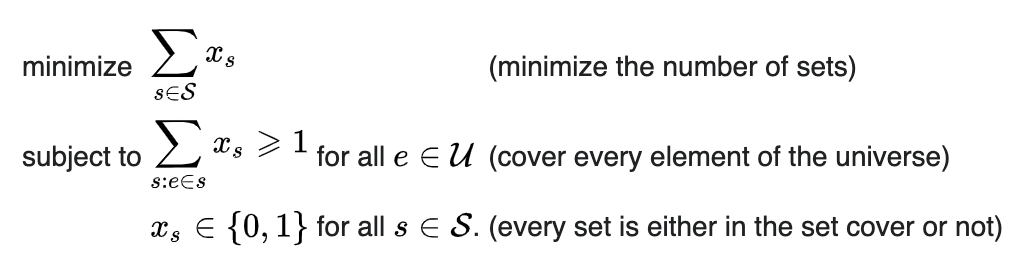 minimize ∑_{s∈𝒮} x_s (minimize the number of sets)
subject to ∑_{s:e∈s} x_s ⩾ 1 for all e ∈ 𝒰 (cover every element of the universe)
x_s ∈ {0, 1} for all s ∈ 𝒮. (every set is either in the set cover or not)